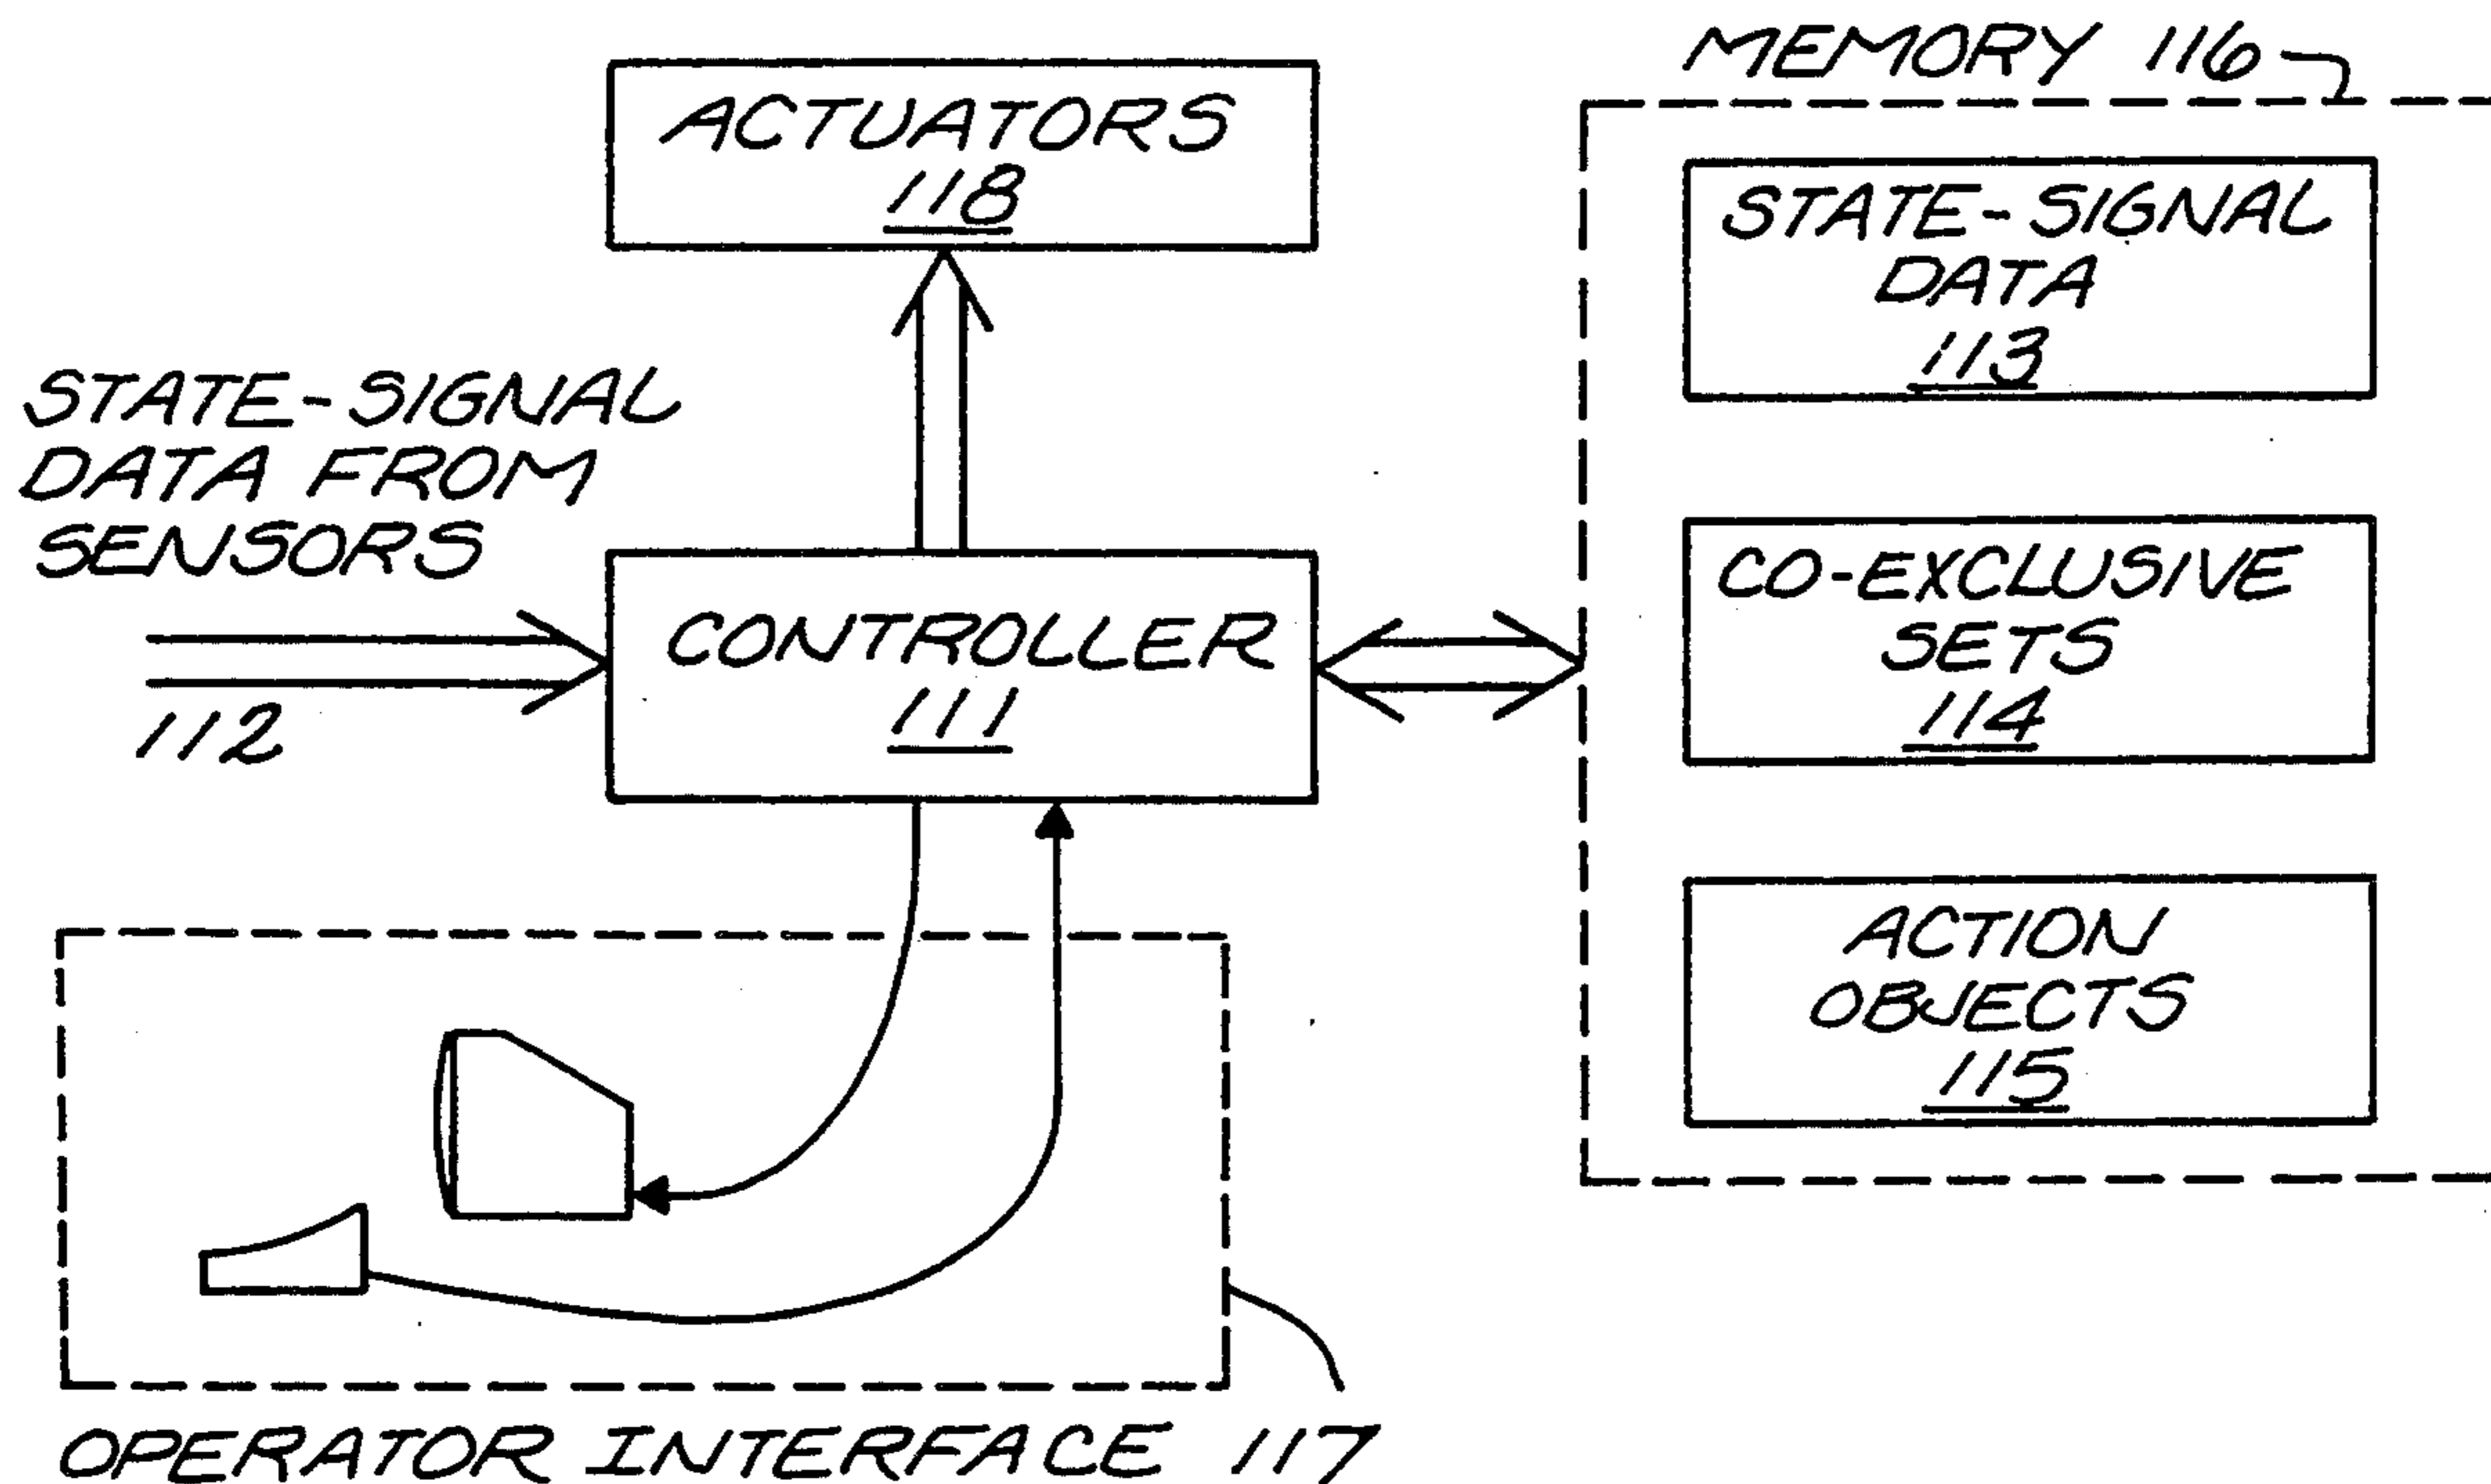 MEMORY 116
ACTUATORS
118
STATE-SIGNAL
DATA
113
STATE-SIGNAL
DATA FROM
SENSORS
112
CONTROLLER
111
CO-EXCLUSIVE
SETS
114
ACTION
OBJECTS
115
OPERATOR INTERFACE 117